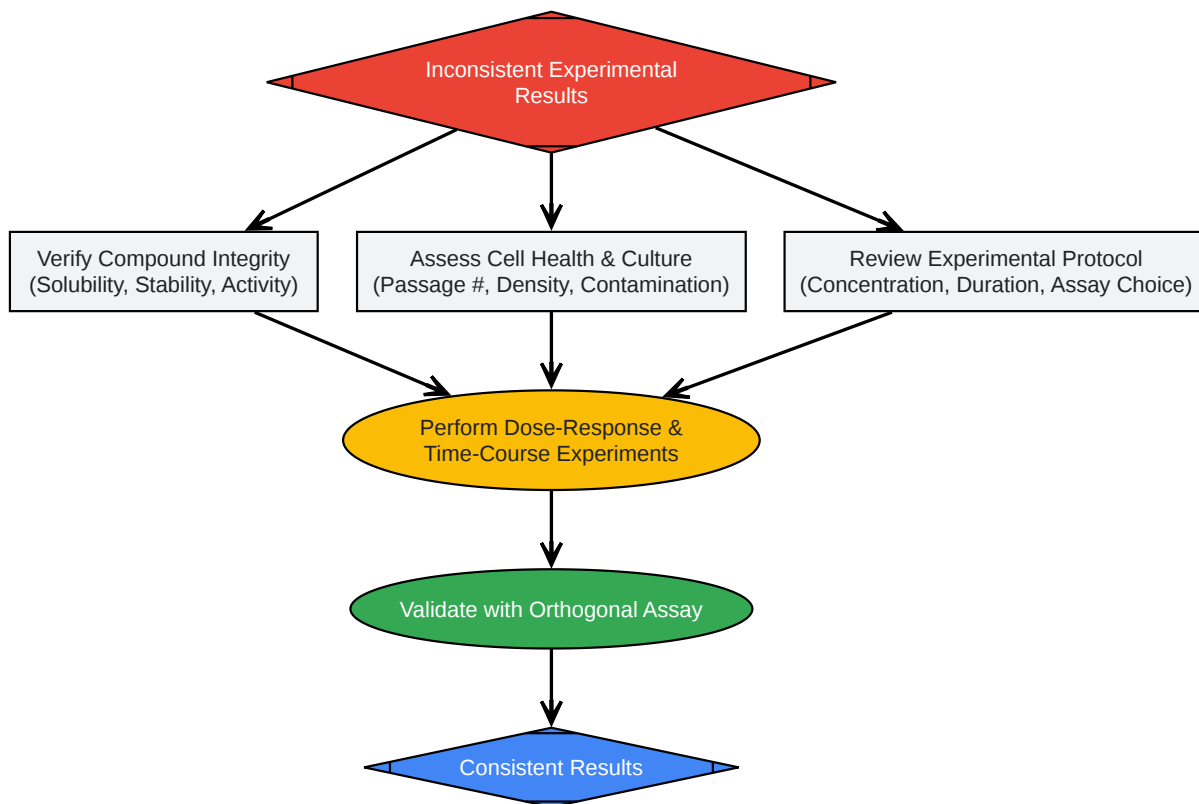 Inconsistent Experimental
Results
Verify Compound Integrity
(Solubility, Stability, Activity)
Assess Cell Health & Culture
(Passage #, Density, Contamination)
Review Experimental Protocol
(Concentration, Duration, Assay Choice)
Perform Dose-Response &
Time-Course Experiments
Validate with Orthogonal Assay
Consistent Results